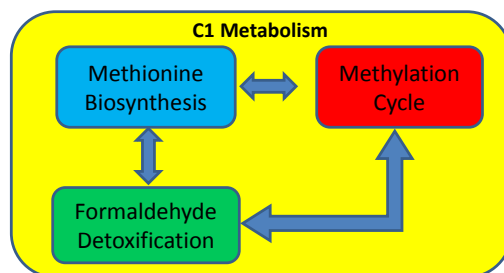 C1 Metabolism
Methionine
Biosynthesis
Methylation
Cycle
Formaldehyde
Detoxification